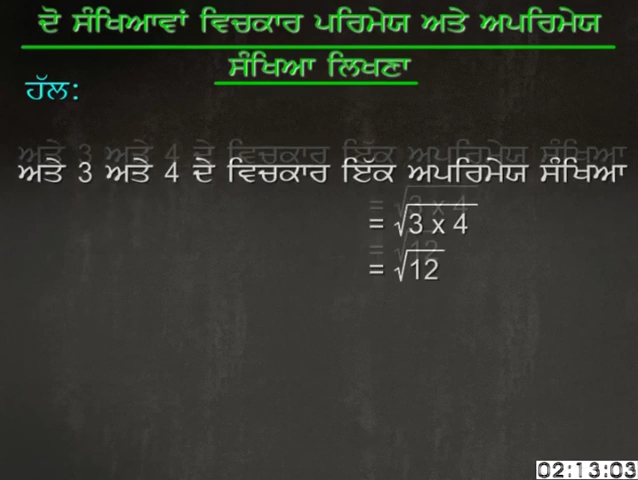 ਦੋ ਸੰਖਿਆਵਾਂ ਵਿਚਕਾਰ ਪਰਿਮੇਯ ਅਤੇ ਅਪਰਿਮੇਯ
ਸੰਖਿਆ ਲਿਖਣਾ
ਹੱਲ:
ਅਤੇ 3 ਅਤੇ 4 ਦੇ ਵਿਚਕਾਰ ਇੱਕ ਅਪਰਿਮੇਯ ਸੰਖਿਆ
= √3 x 4
= √12
02:13:03